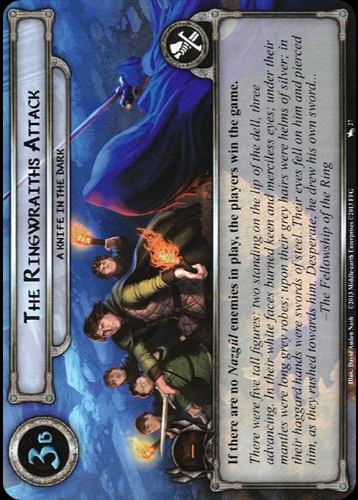 3B
THE RINGWRAITHS ATTACK
A KNIFE IN THE DARK
If there are no Nazgûl enemies in play, the players win the game.
There were five tall figures: two standing on the lip of the dell, three
advancing. In their white faces burned keen and merciless eyes; under their
mantles were long grey robes; upon their grey hairs were helms of silver; in
their haggard hands were swords of steel. Their eyes fell on him and pierced
him, as they rushed towards him. Desperate, he drew his own sword...
–The Fellowship of the Ring
Illus. David Auden Nash ©2013 Middle-earth Enterprises ©2013 FFG
27